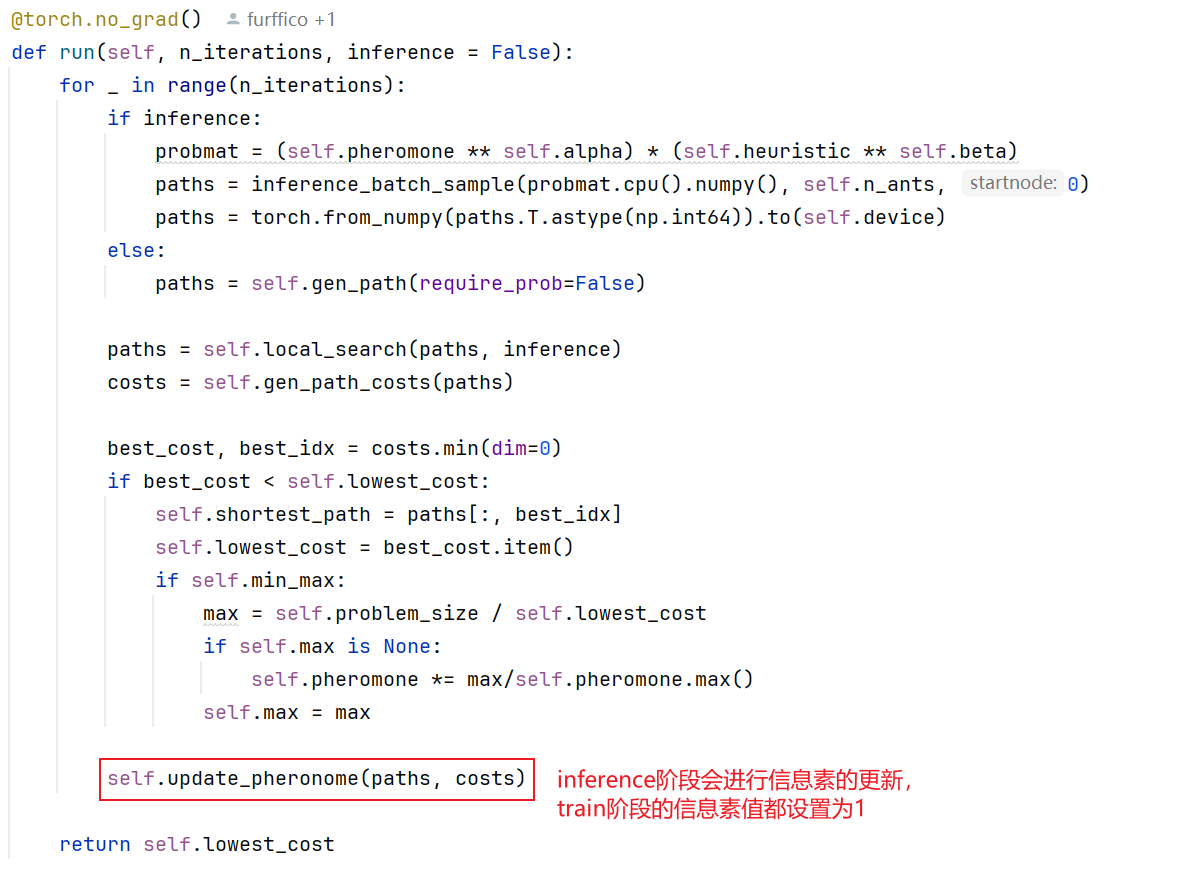 @torch.no_grad() furffico +1
def run(self, n_iterations, inference = False):
for _ in range(n_iterations):
if inference:
probmat = (self.pheromone ** self.alpha) * (self.heuristic ** self.beta)
paths = inference_batch_sample(probmat.cpu().numpy(), self.n_ants, startnode: 0)
paths = torch.from_numpy(paths.T.astype(np.int64)).to(self.device)
else:
paths = self.gen_path(require_prob=False)
paths = self.local_search(paths, inference)
costs = self.gen_path_costs(paths)
best_cost, best_idx = costs.min(dim=0)
if best_cost < self.lowest_cost:
self.shortest_path = paths[:, best_idx]
self.lowest_cost = best_cost.item()
if self.min_max:
max = self.problem_size / self.lowest_cost
if self.max is None:
self.pheromone *= max/self.pheromone.max()
self.max = max
self.update_pheronome(paths, costs)
inference阶段会进行信息素的更新,
train阶段的信息素值都设置为1
return self.lowest_cost